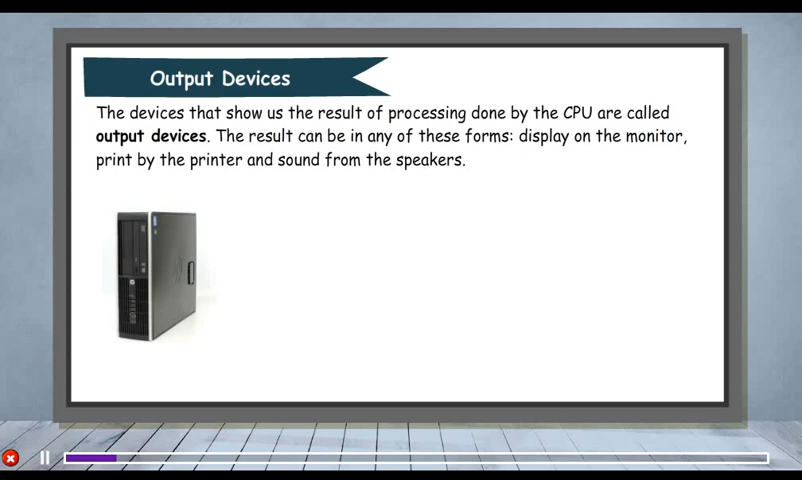 Output Devices
The devices that show us the result of processing done by the CPU are called
output devices. The result can be in any of these forms: display on the monitor,
print by the printer and sound from the speakers.